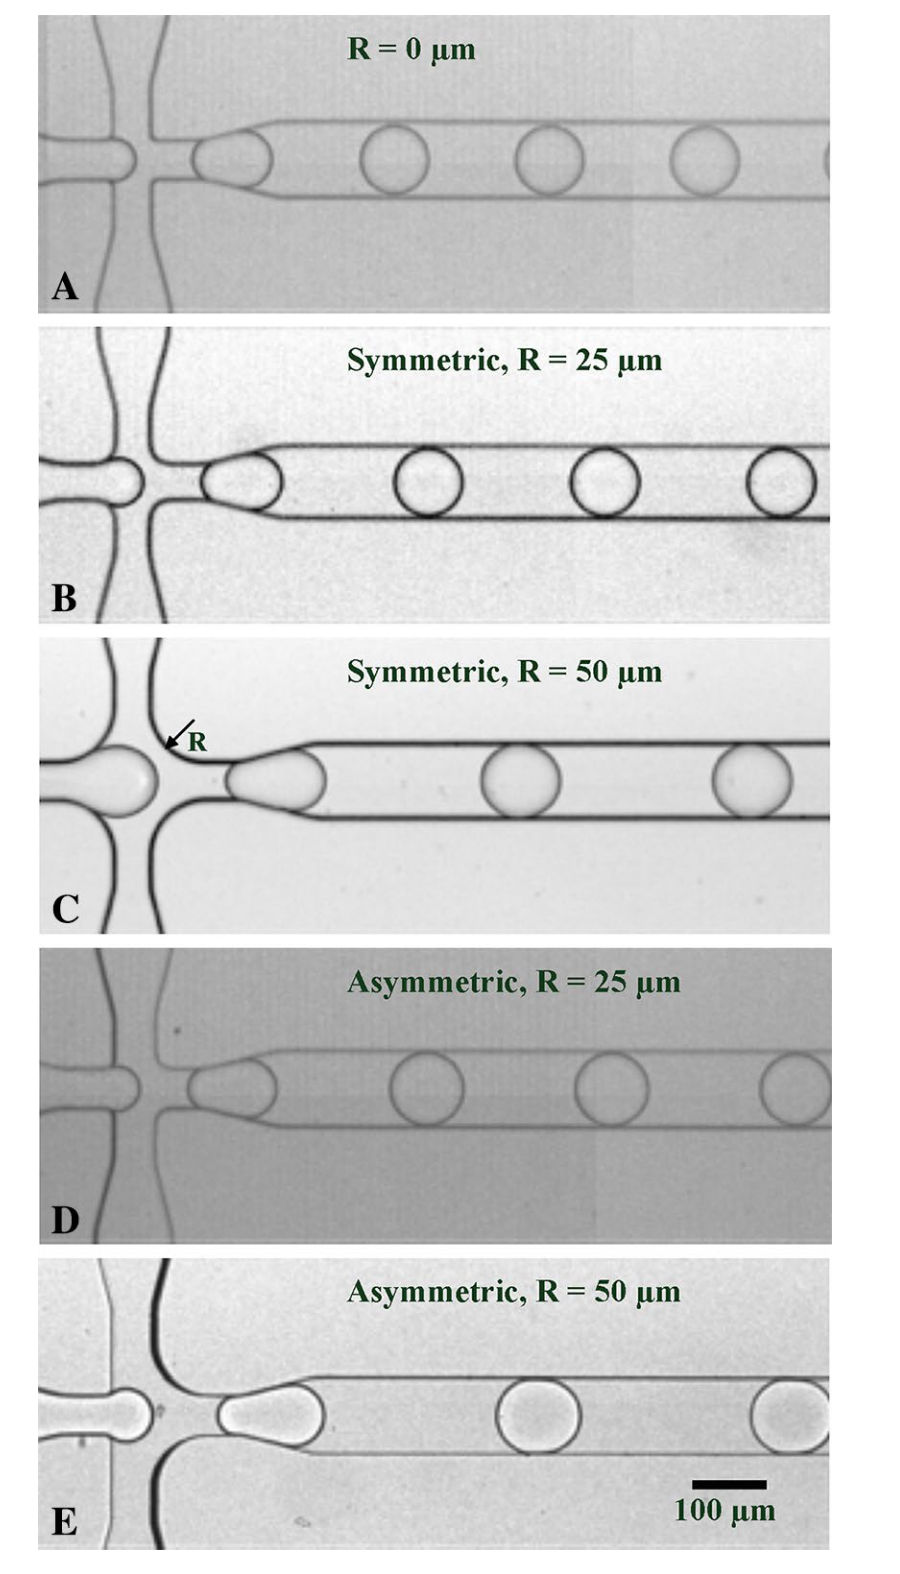 R = 0 µm
A
Symmetric, R = 25 µm
B
Symmetric, R = 50 µm
R
C
Asymmetric, R = 25 µm
D
Asymmetric, R = 50 µm
100 µm
E